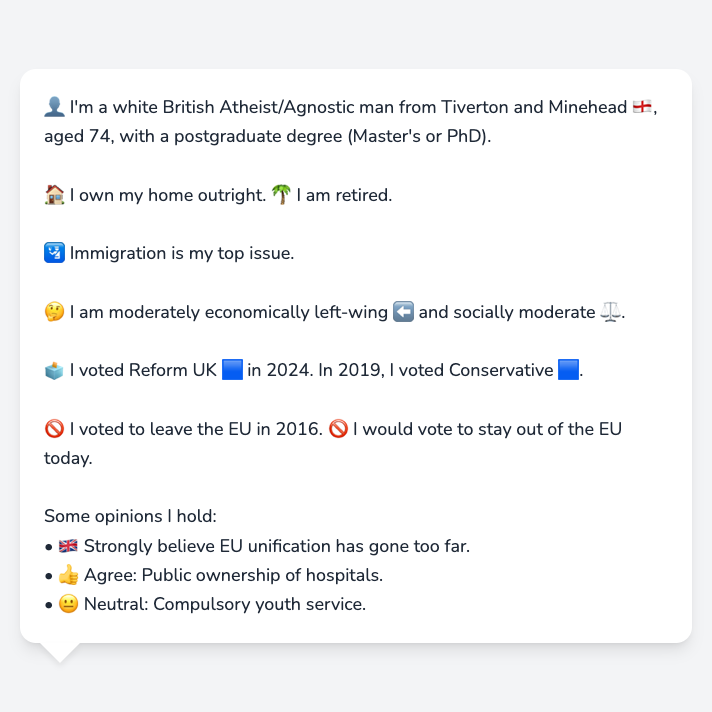 👤 I'm a white British Atheist/Agnostic man from Tiverton and Minehead 🏴󠁧󠁢󠁥󠁮󠁧󠁿,
aged 74, with a postgraduate degree (Master's or PhD).
🏠 I own my home outright. 🌴 I am retired.
🛂 Immigration is my top issue.
🤔 I am moderately economically left-wing ⬅️ and socially moderate ⚖️.
🗳️ I voted Reform UK 🟦 in 2024. In 2019, I voted Conservative 🟦.
🚫 I voted to leave the EU in 2016. 🚫 I would vote to stay out of the EU
today.
Some opinions I hold:
• 🇬🇧 Strongly believe EU unification has gone too far.
• 👍 Agree: Public ownership of hospitals.
• 😐 Neutral: Compulsory youth service.